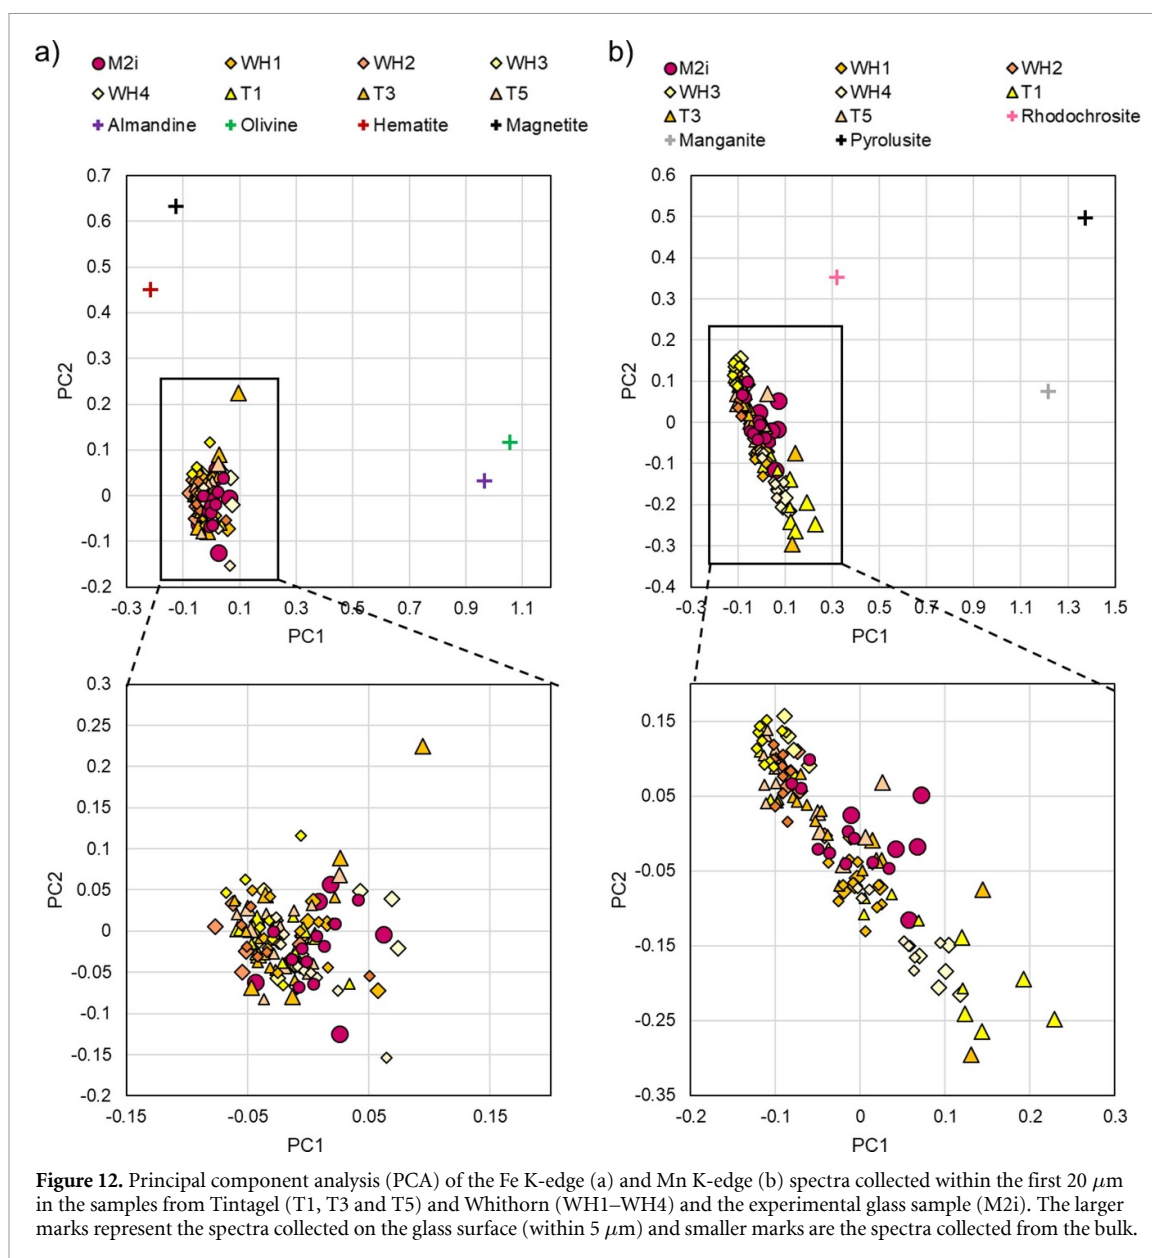 a)
M2i WH1 WH2 WH3
WH4 T1 T3 T5
Almandine Olivine Hematite Magnetite
0.7
0.6
0.5
0.4
0.3
0.2
0.1
0
-0.1
-0.2
PC2
-0.3 -0.1 0.1 0.3 0.5 0.7 0.9 1.1
PC1
0.3
0.25
0.2
0.15
0.1
0.05
0
-0.05
-0.1
-0.15
-0.2
PC2
-0.15 -0.05 0.05 0.15
PC1
b)
M2i WH1 WH2
WH3 WH4 T1
T3 T5 Rhodochrosite
Manganite Pyrolusite
0.6
0.5
0.4
0.3
0.2
0.1
0
-0.1
-0.2
-0.3
-0.4
PC2
-0.3 -0.1 0.1 0.3 0.5 0.7 0.9 1.1 1.3 1.5
PC1
0.15
0.05
-0.05
-0.15
-0.25
-0.35
PC2
-0.2 -0.1 0 0.1 0.2 0.3
PC1
Figure 12. Principal component analysis (PCA) of the Fe K-edge (a) and Mn K-edge (b) spectra collected within the first 20 μm
in the samples from Tintagel (T1, T3 and T5) and Whithorn (WH1–WH4) and the experimental glass sample (M2i). The larger
marks represent the spectra collected on the glass surface (within 5 μm) and smaller marks are the spectra collected from the bulk.